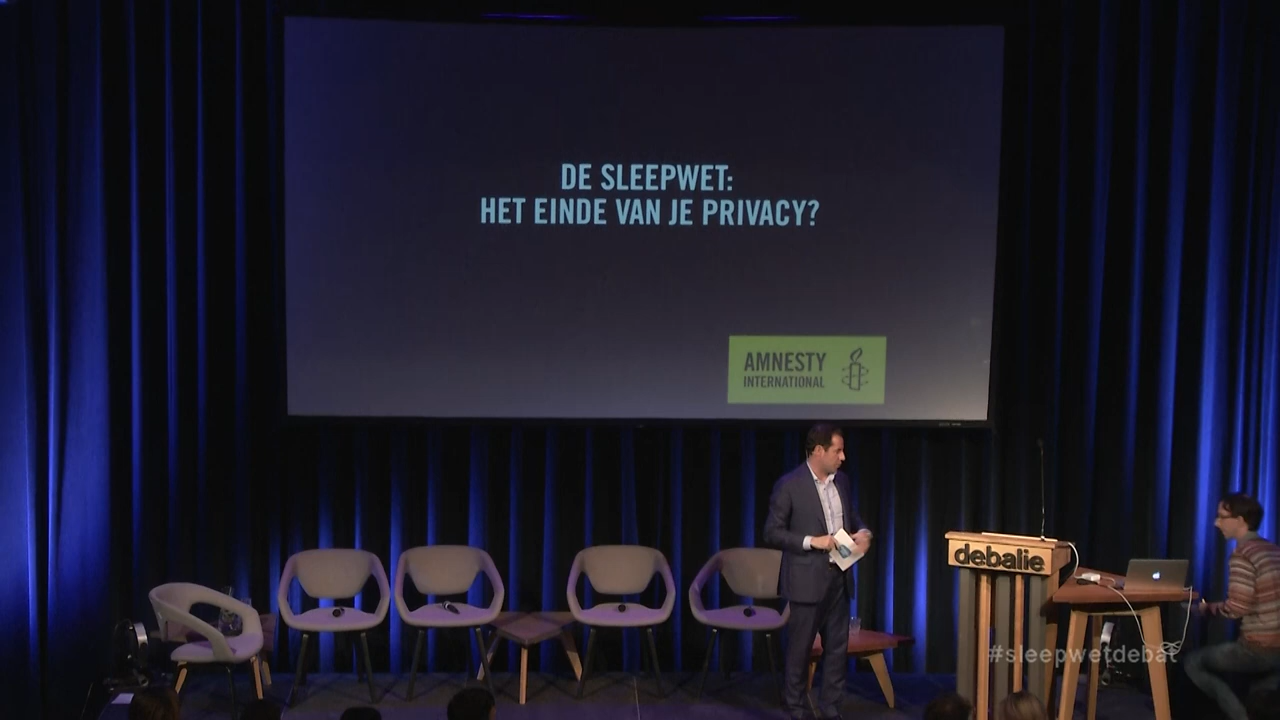 DE SLEEPWET:
HET EINDE VAN JE PRIVACY?
AMNESTY
INTERNATIONAL
debalie
#sleepwetdebat